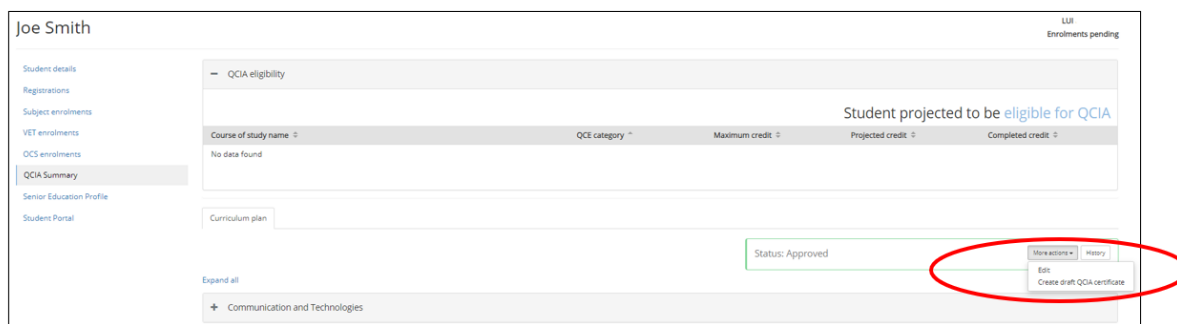 Joe Smith
LUI
Enrolments pending
Student details
Registrations
Subject enrolments
VET enrolments
OCS enrolments
QCIA Summary
Senior Education Profile
Student Portal
− QCIA eligibility
Student projected to be eligible for QCIA
Course of study name QCE category Maximum credit Projected credit Completed credit
No data found
Curriculum plan
Status: Approved More actions History
Edit
Create draft QCIA certificate
Expand all
+ Communication and Technologies